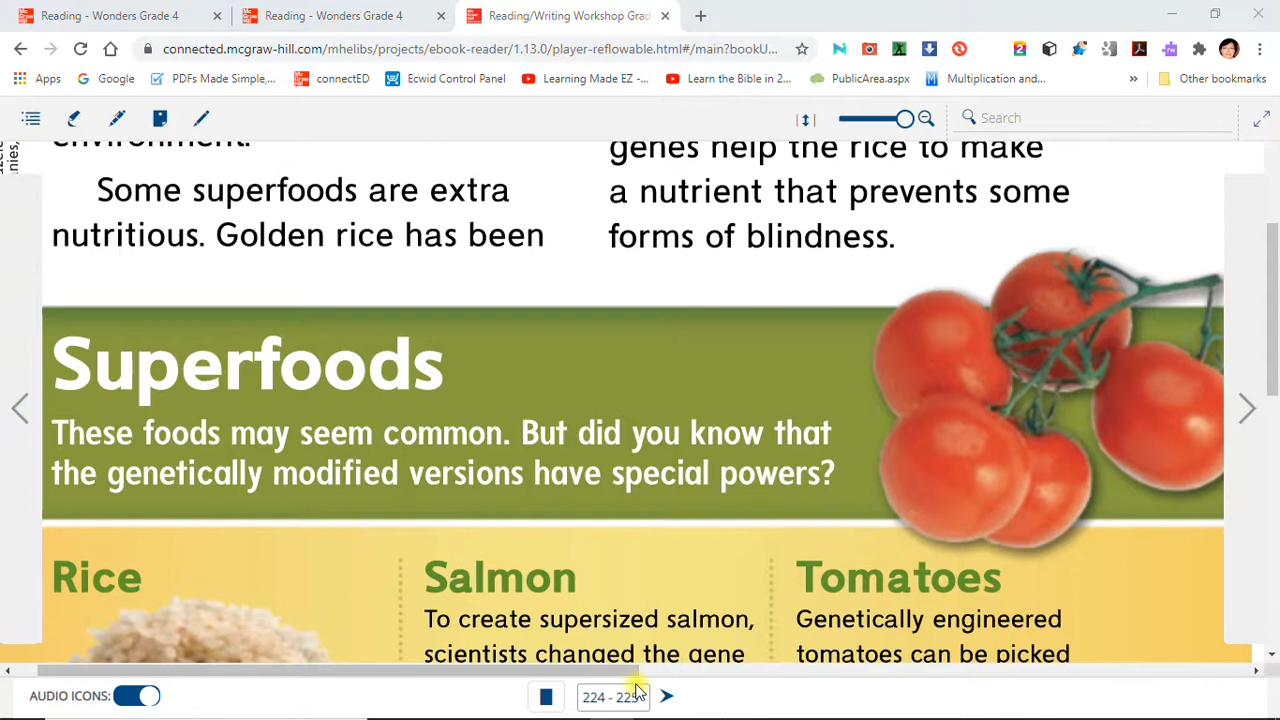 Reading - Wonders Grade 4
Reading - Wonders Grade 4
Reading/Writing Workshop Grad
connected.mcgraw-hill.com/mhelibs/projects/ebook-reader/1.13.0/player-reflowable.html#/main?bookU...
Apps
Google
PDFs Made Simple,...
connectED
Ecwid Control Panel
Learning Made EZ -...
Learn the Bible in 2...
PublicArea.aspx
Multiplication and...
»
Other bookmarks
Search
nies,
environment.
Some superfoods are extra
nutritious. Golden rice has been
genes help the rice to make
a nutrient that prevents some
forms of blindness.
Superfoods
These foods may seem common. But did you know that
the genetically modified versions have special powers?
Rice
Salmon
To create supersized salmon,
scientists changed the gene
Tomatoes
Genetically engineered
tomatoes can be picked
AUDIO ICONS:
224 - 225